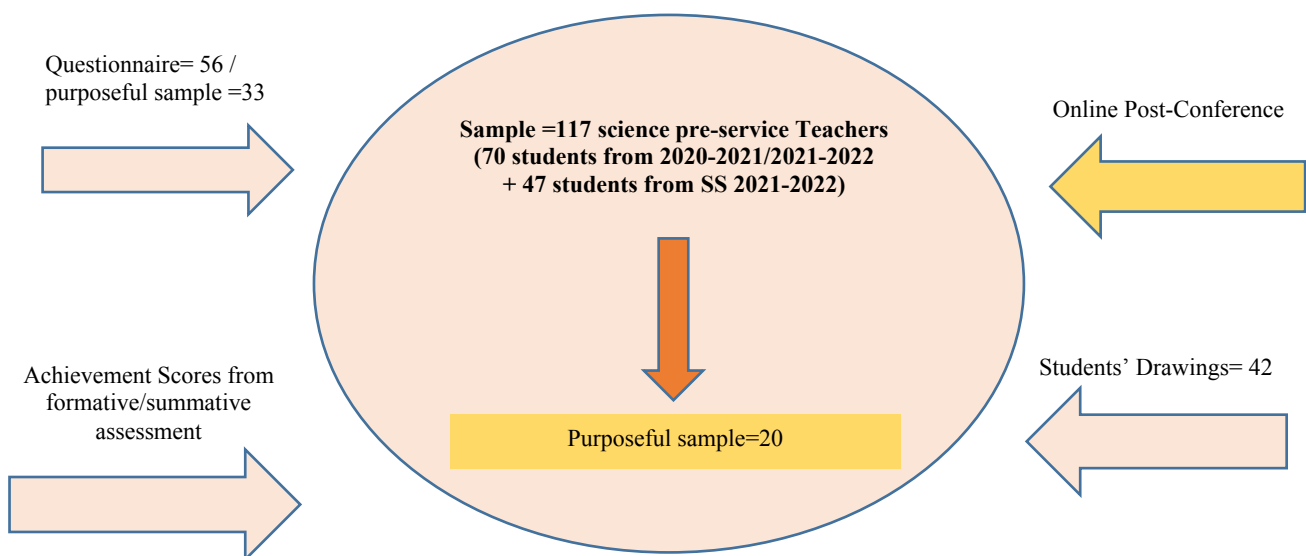 Questionnaire= 56 /
purposeful sample =33
Sample =117 science pre-service Teachers
(70 students from 2020-2021/2021-2022
+ 47 students from SS 2021-2022)
Online Post-Conference
Achievement Scores from
formative/summative
assessment
Purposeful sample=20
Students’ Drawings= 42